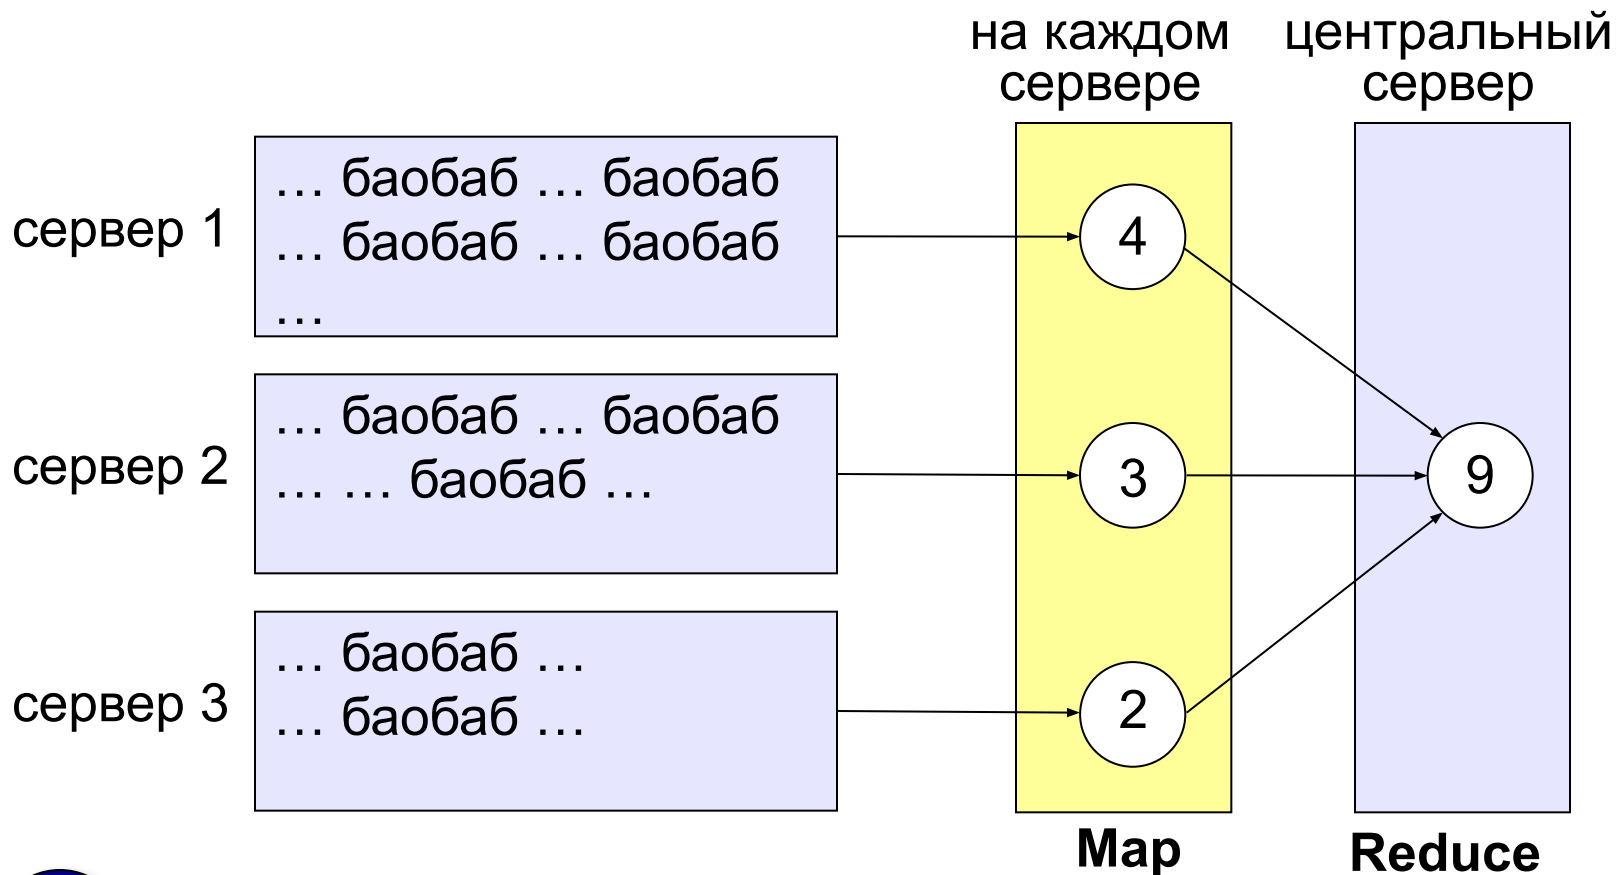 на каждом
сервере
центральный
сервер
сервер 1
… баобаб … баобаб
… баобаб … баобаб
…
4
сервер 2
… баобаб … баобаб
… … баобаб …
3
9
сервер 3
… баобаб …
… баобаб …
2
Map
Reduce